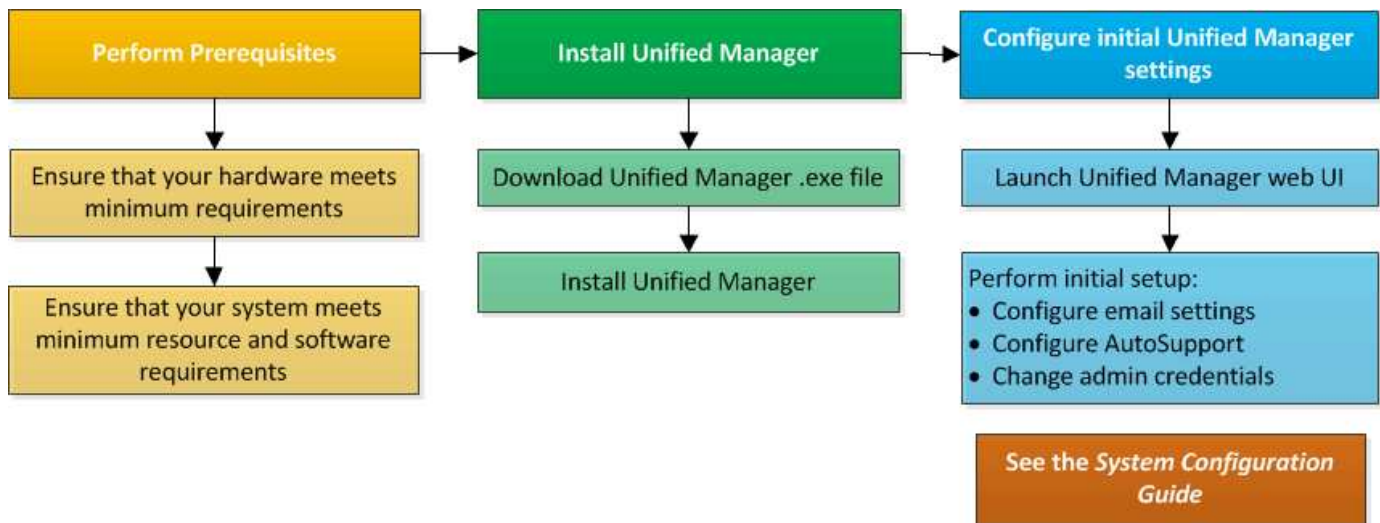 Perform Prerequisites
Ensure that your hardware meets
minimum requirements
Ensure that your system meets
minimum resource and software
requirements
Install Unified Manager
Download Unified Manager .exe file
Install Unified Manager
Configure initial Unified Manager
settings
Launch Unified Manager web UI
Perform initial setup:
• Configure email settings
• Configure AutoSupport
• Change admin credentials
See the System Configuration
Guide